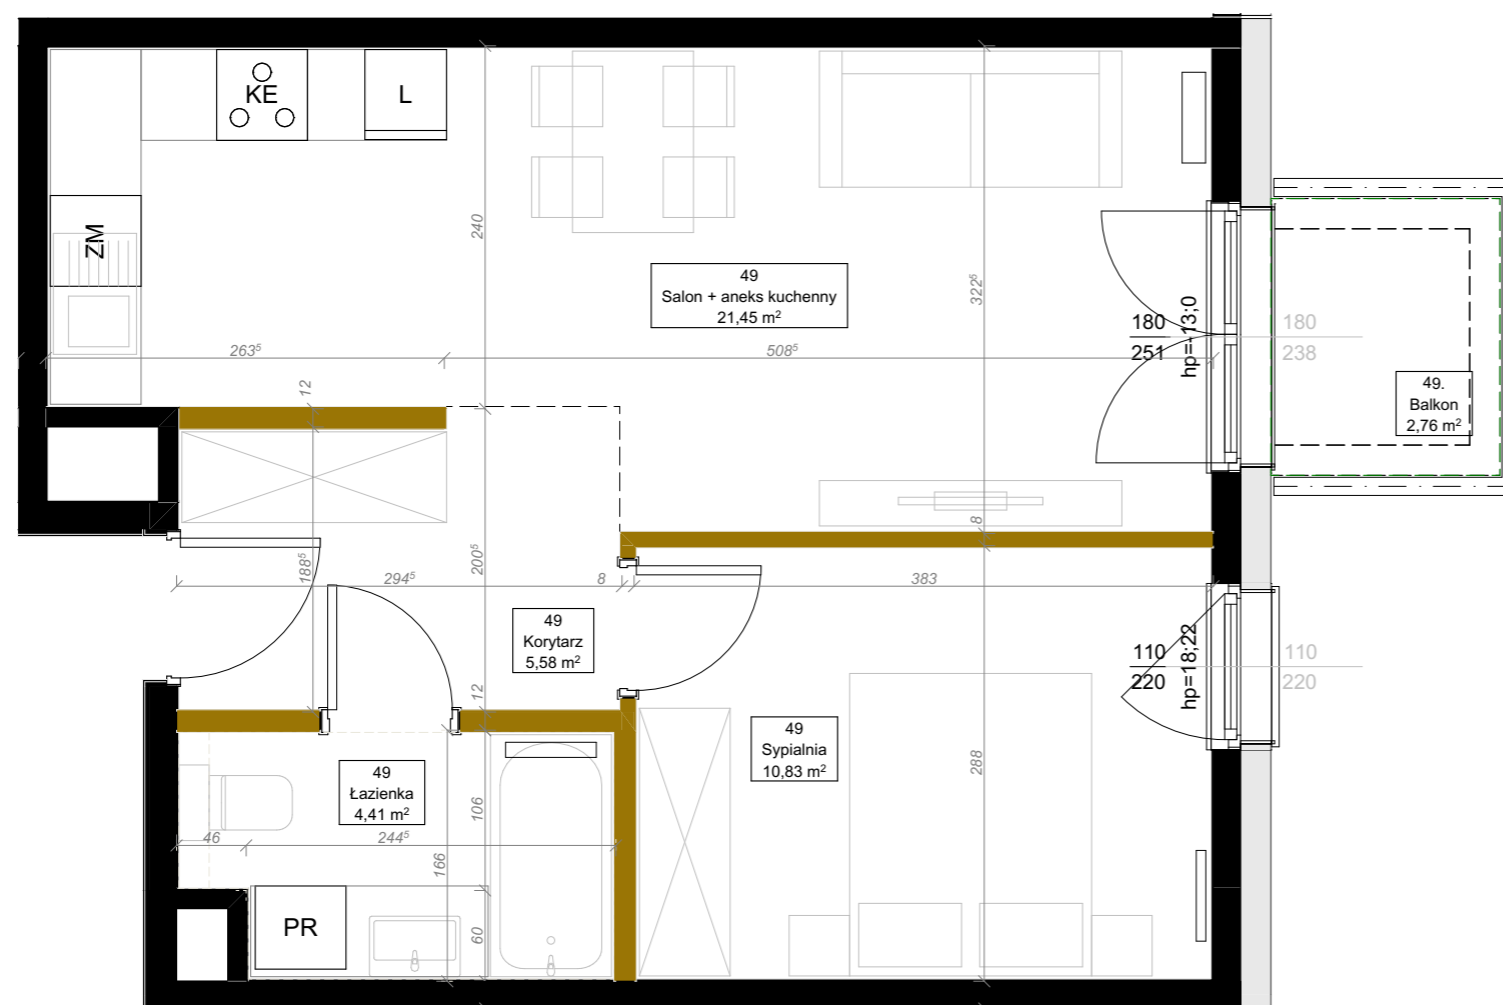 KE
L
ZM
240
322⁵
49
Salon + aneks kuchenny
21,45 m²
263⁵
508⁵
180
251
hp=-13;0
180
238
49.
Balkon
2,76 m²
12
8
188⁵
294⁵
200⁵
8
383
49
Korytarz
5,58 m²
110
220
hp=18;22
110
220
12
49
Sypialnia
10,83 m²
288
49
Łazienka
4,41 m²
46
244⁵
106
166
60
PR